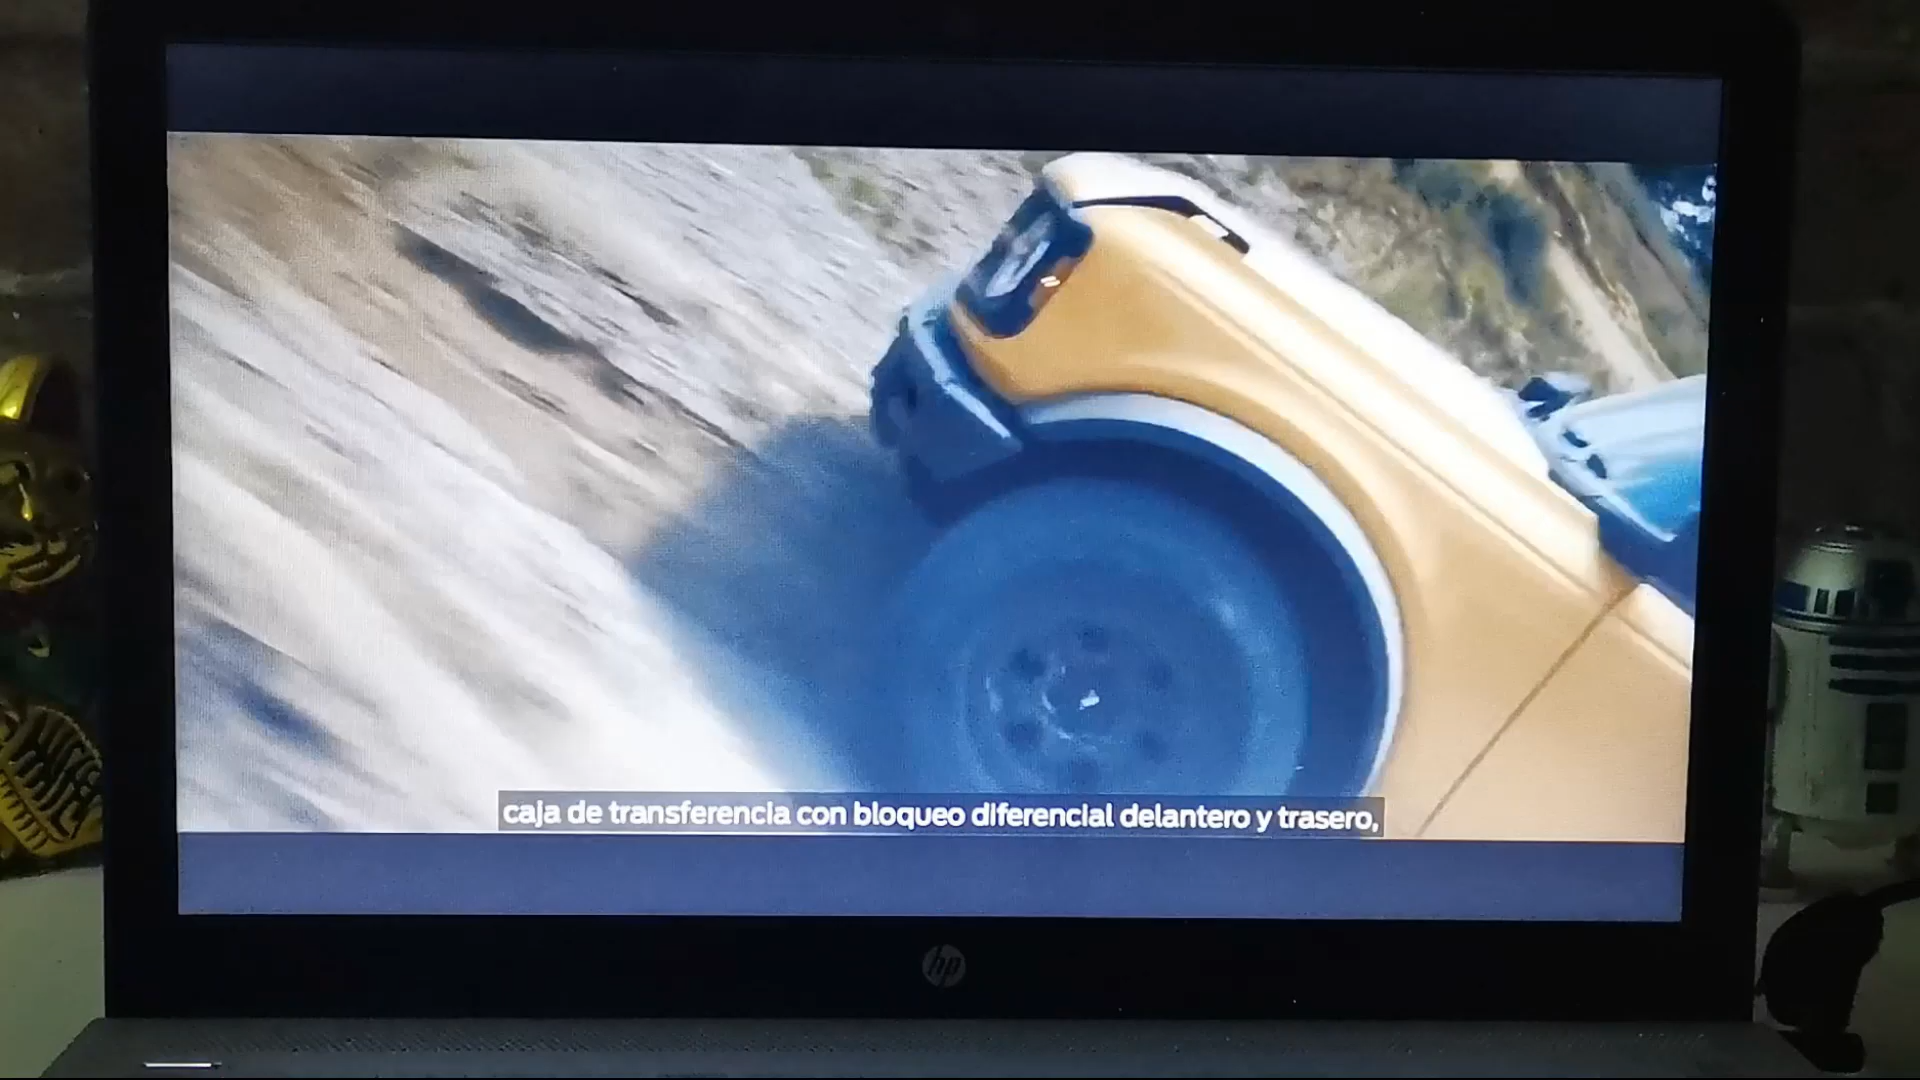 caja de transferencia con bloqueo diferencial delantero y trasero,
hp